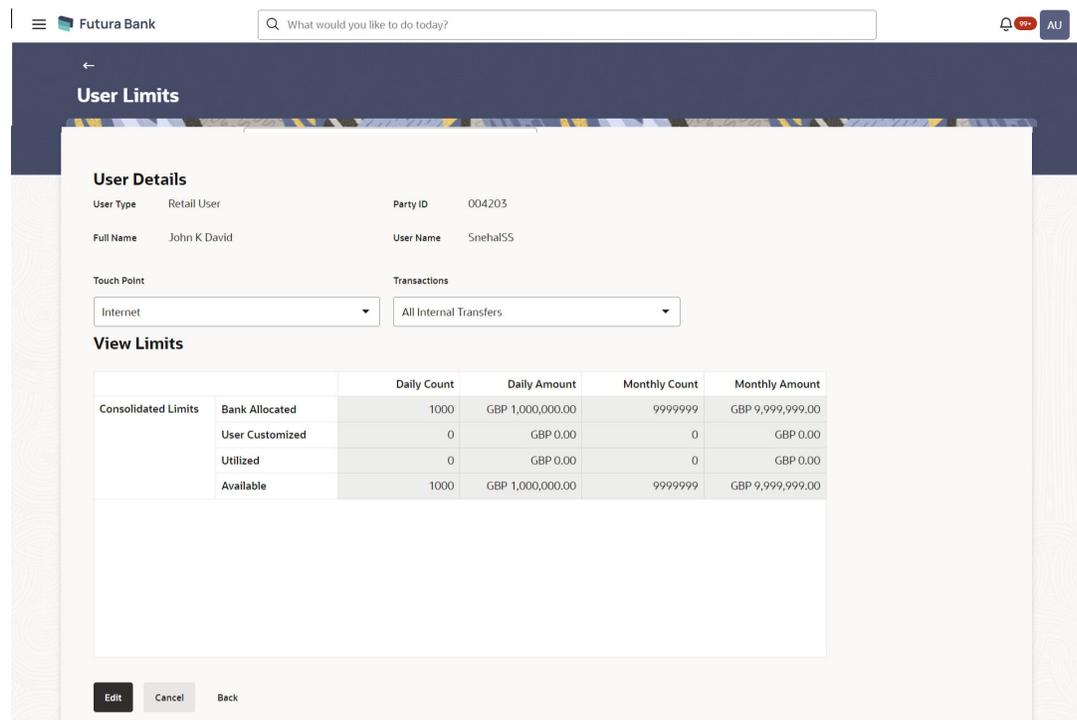 Futura Bank
What would you like to do today?
99+
AU
User Limits
User Details
User Type Retail User Party ID 004203
Full Name John K David User Name SnehalSS
Touch Point Transactions
Internet All Internal Transfers
View Limits
Daily Count Daily Amount Monthly Count Monthly Amount
Consolidated Limits Bank Allocated 1000 GBP 1,000,000.00 9999999 GBP 9,999,999.00
User Customized 0 GBP 0.00 0 GBP 0.00
Utilized 0 GBP 0.00 0 GBP 0.00
Available 1000 GBP 1,000,000.00 9999999 GBP 9,999,999.00
Edit Cancel Back